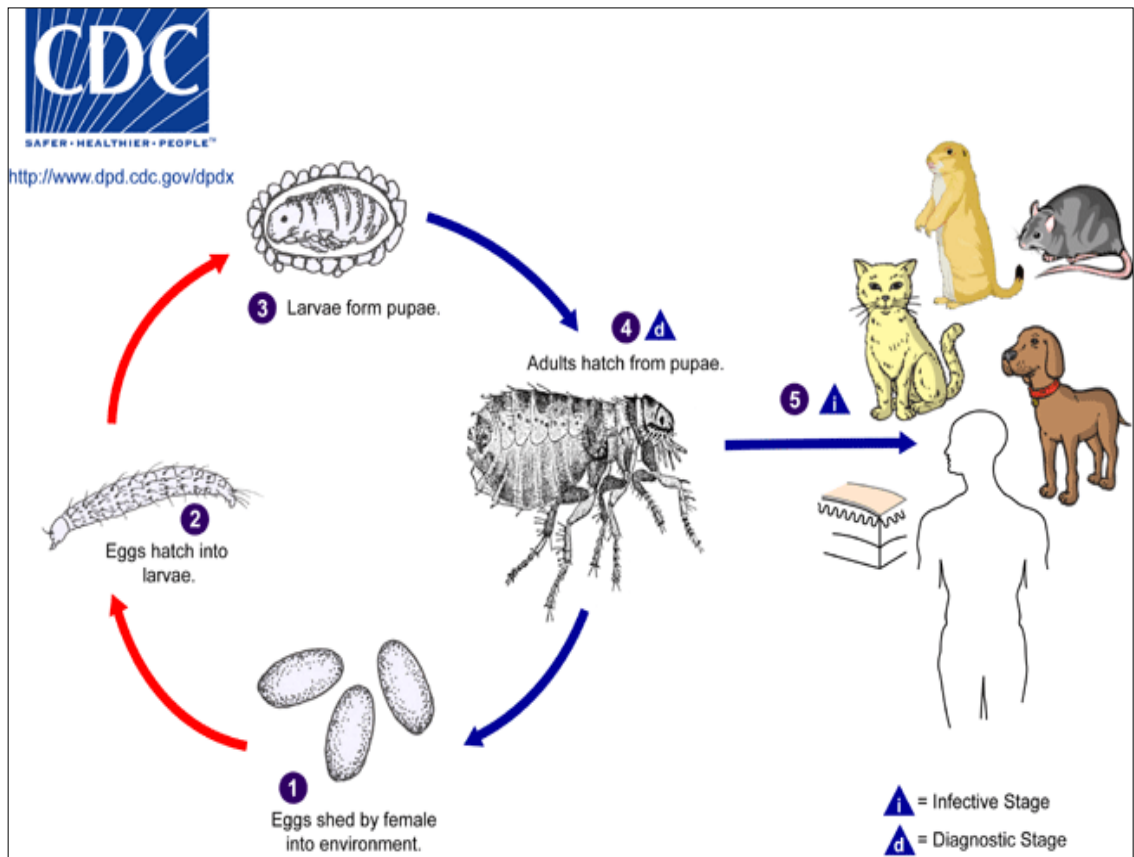 CDC
SAFER•HEALTHIER•PEOPLE™
http://www.dpd.cdc.gov/dpdx
3 Larvae form pupae.
4 d
Adults hatch from pupae.
5 i
2
Eggs hatch into
larvae.
1
Eggs shed by female
into environment.
i = Infective Stage
d = Diagnostic Stage